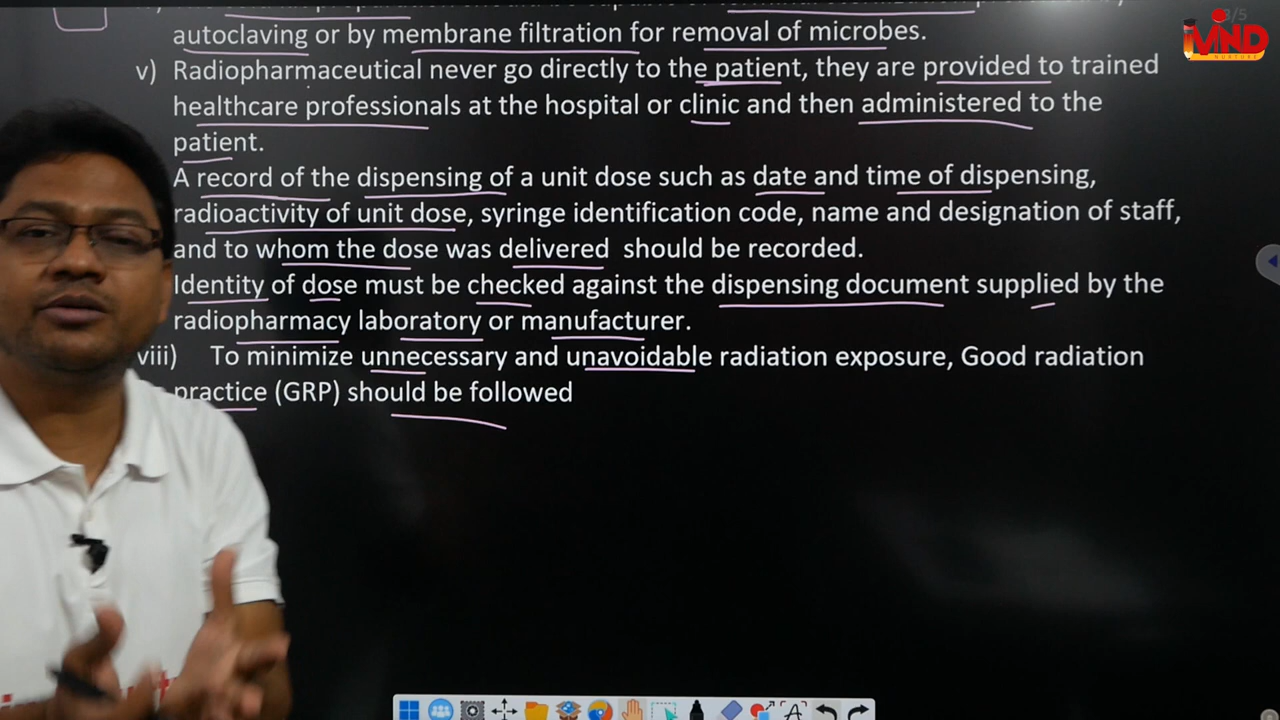 autoclaving or by membrane filtration for removal of microbes.
v) Radiopharmaceutical never go directly to the patient, they are provided to trained
healthcare professionals at the hospital or clinic and then administered to the
patient.
A record of the dispensing of a unit dose such as date and time of dispensing,
radioactivity of unit dose, syringe identification code, name and designation of staff,
and to whom the dose was delivered should be recorded.
Identity of dose must be checked against the dispensing document supplied by the
radiopharmacy laboratory or manufacturer.
viii) To minimize unnecessary and unavoidable radiation exposure, Good radiation
practice (GRP) should be followed
3/5
MIND
NURTURE